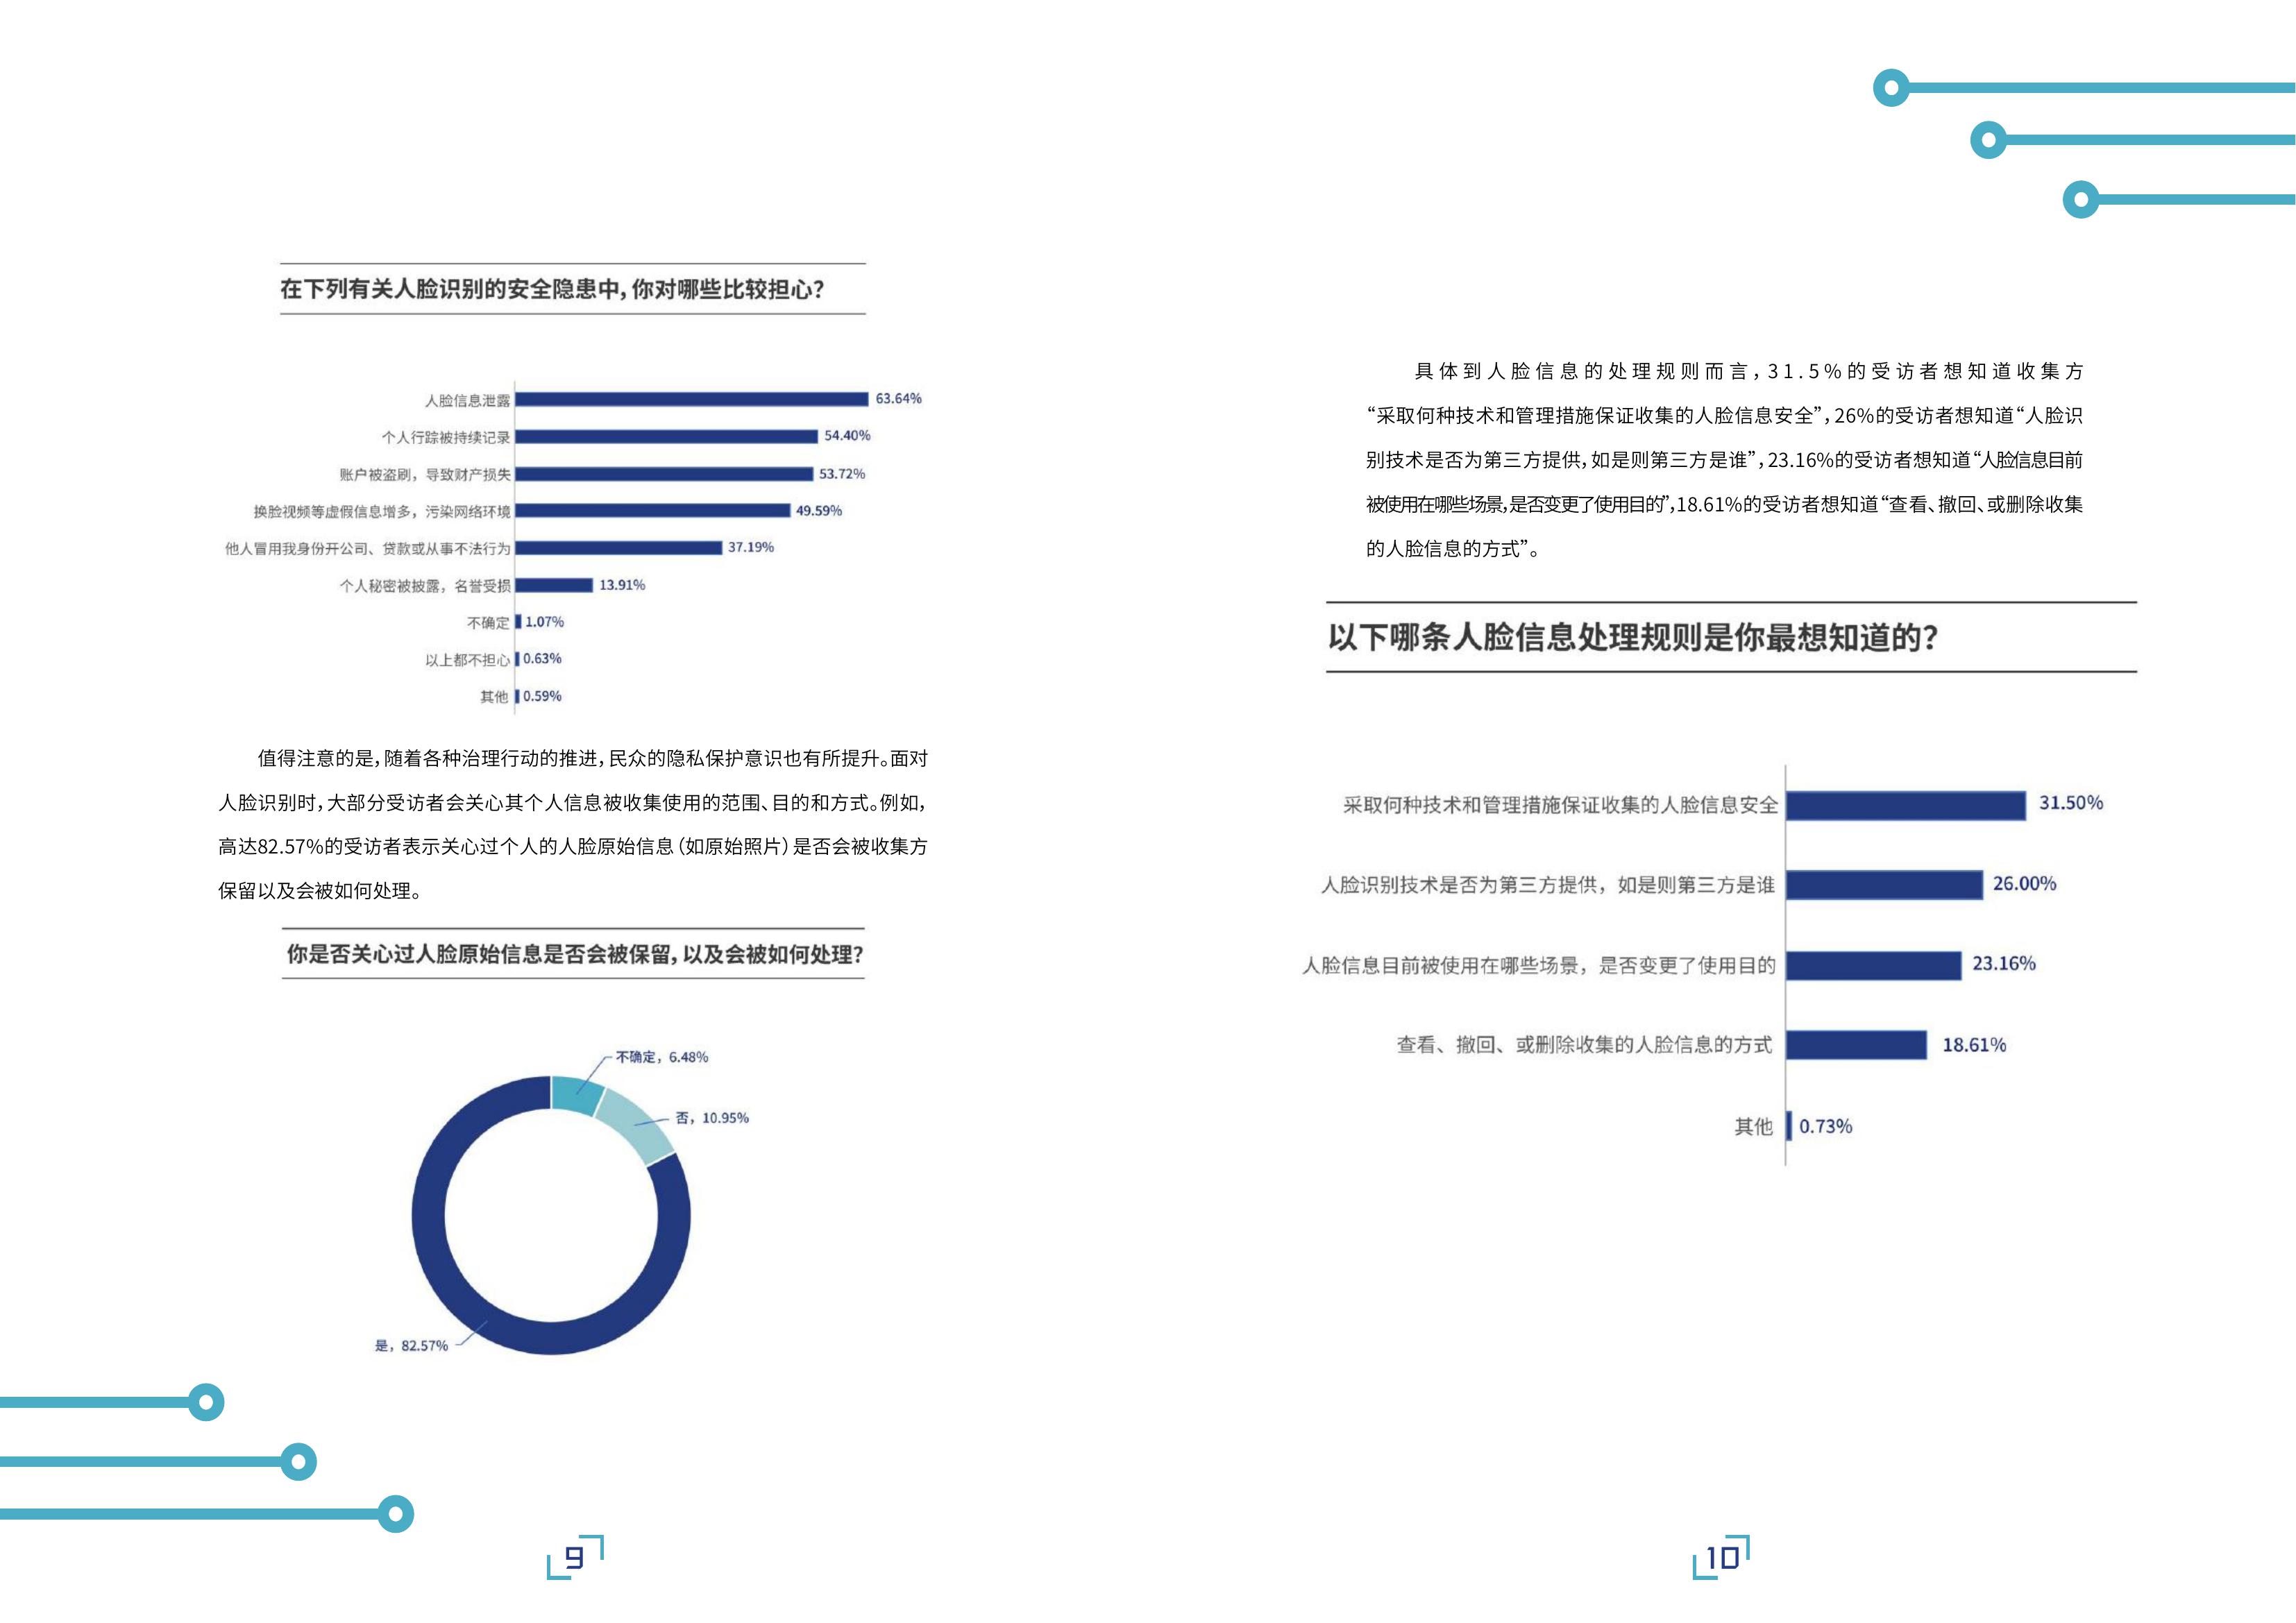 在下列有关人脸识别的安全隐患中，你对哪些比较担心？
人脸信息泄露 63.64%
个人行踪被持续记录 54.40%
账户被盗刷，导致财产损失 53.72%
换脸视频等虚假信息增多，污染网络环境 49.59%
他人冒用我身份开公司、贷款或从事不法行为 37.19%
个人秘密被披露，名誉受损 13.91%
不确定 1.07%
以上都不担心 0.63%
其他 0.59%
值得注意的是，随着各种治理行动的推进，民众的隐私保护意识也有所提升。面对
人脸识别时，大部分受访者会关心其个人信息被收集使用的范围、目的和方式。例如，
高达82.57%的受访者表示关心过个人的人脸原始信息（如原始照片）是否会被收集方
保留以及会被如何处理。
你是否关心过人脸原始信息是否会被保留，以及会被如何处理？
不确定，6.48%
否，10.95%
是，82.57%
9
具体到人脸信息的处理规则而言，31.5%的受访者想知道收集方
“采取何种技术和管理措施保证收集的人脸信息安全”，26%的受访者想知道“人脸识
别技术是否为第三方提供，如是则第三方是谁”，23.16%的受访者想知道“人脸信息目前
被使用在哪些场景，是否变更了使用目的”，18.61%的受访者想知道“查看、撤回、或删除收集
的人脸信息的方式”。
以下哪条人脸信息处理规则是你最想知道的？
采取何种技术和管理措施保证收集的人脸信息安全 31.50%
人脸识别技术是否为第三方提供，如是则第三方是谁 26.00%
人脸信息目前被使用在哪些场景，是否变更了使用目的 23.16%
查看、撤回、或删除收集的人脸信息的方式 18.61%
其他 0.73%
10